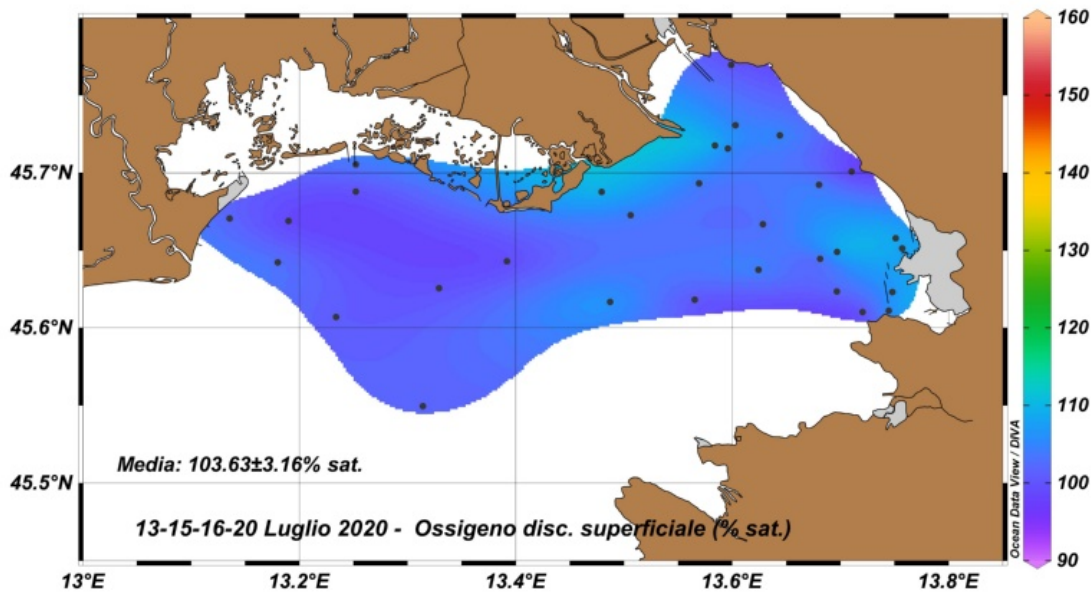 160
150
140
130
120
110
100
90
45.7°N
45.6°N
45.5°N
Media: 103.63±3.16% sat.
13-15-16-20 Luglio 2020 - Ossigeno disc. superficiale (% sat.)
Ocean Data View / DIVA
13°E
13.2°E
13.4°E
13.6°E
13.8°E